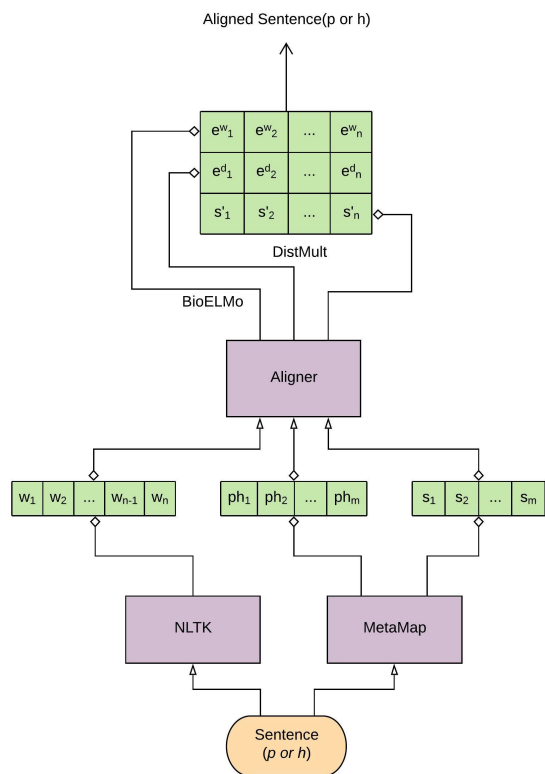 Aligned Sentence(p or h)
e^w_1 e^w_2 ... e^w_n
e^d_1 e^d_2 ... e^d_n
s'_1 s'_2 ... s'_n
DistMult
BioELMo
Aligner
w_1 w_2 ... w_{n-1} w_n
ph_1 ph_2 ... ph_m
s_1 s_2 ... s_m
NLTK
MetaMap
Sentence
(p or h)